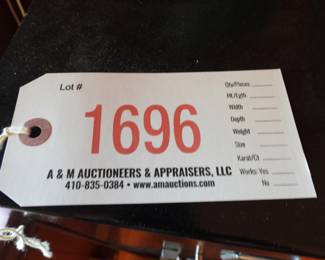 Lot #
1696
Qty/Pieces
Ht./Lgth
Width
Depth
Weight
Size
Karat/Ct
Works: Yes
No
A & M AUCTIONEERS & APPRAISERS, LLC
410-835-0384 • www.amauctions.com